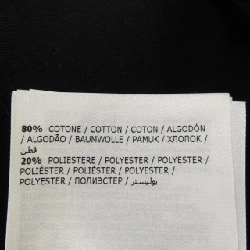 80% COTONE / COTTON / COTON / ALGODÓN
/ ALGODÃO / BAUMWOLLE / PAMUK / ХЛОПОК /
قطن
20% POLIESTERE / POLYESTER / POLYESTER /
POLIÉSTER / POLIÉSTER / POLYESTER /
POLYESTER / ПОЛИЭСТЕР / بوليستر